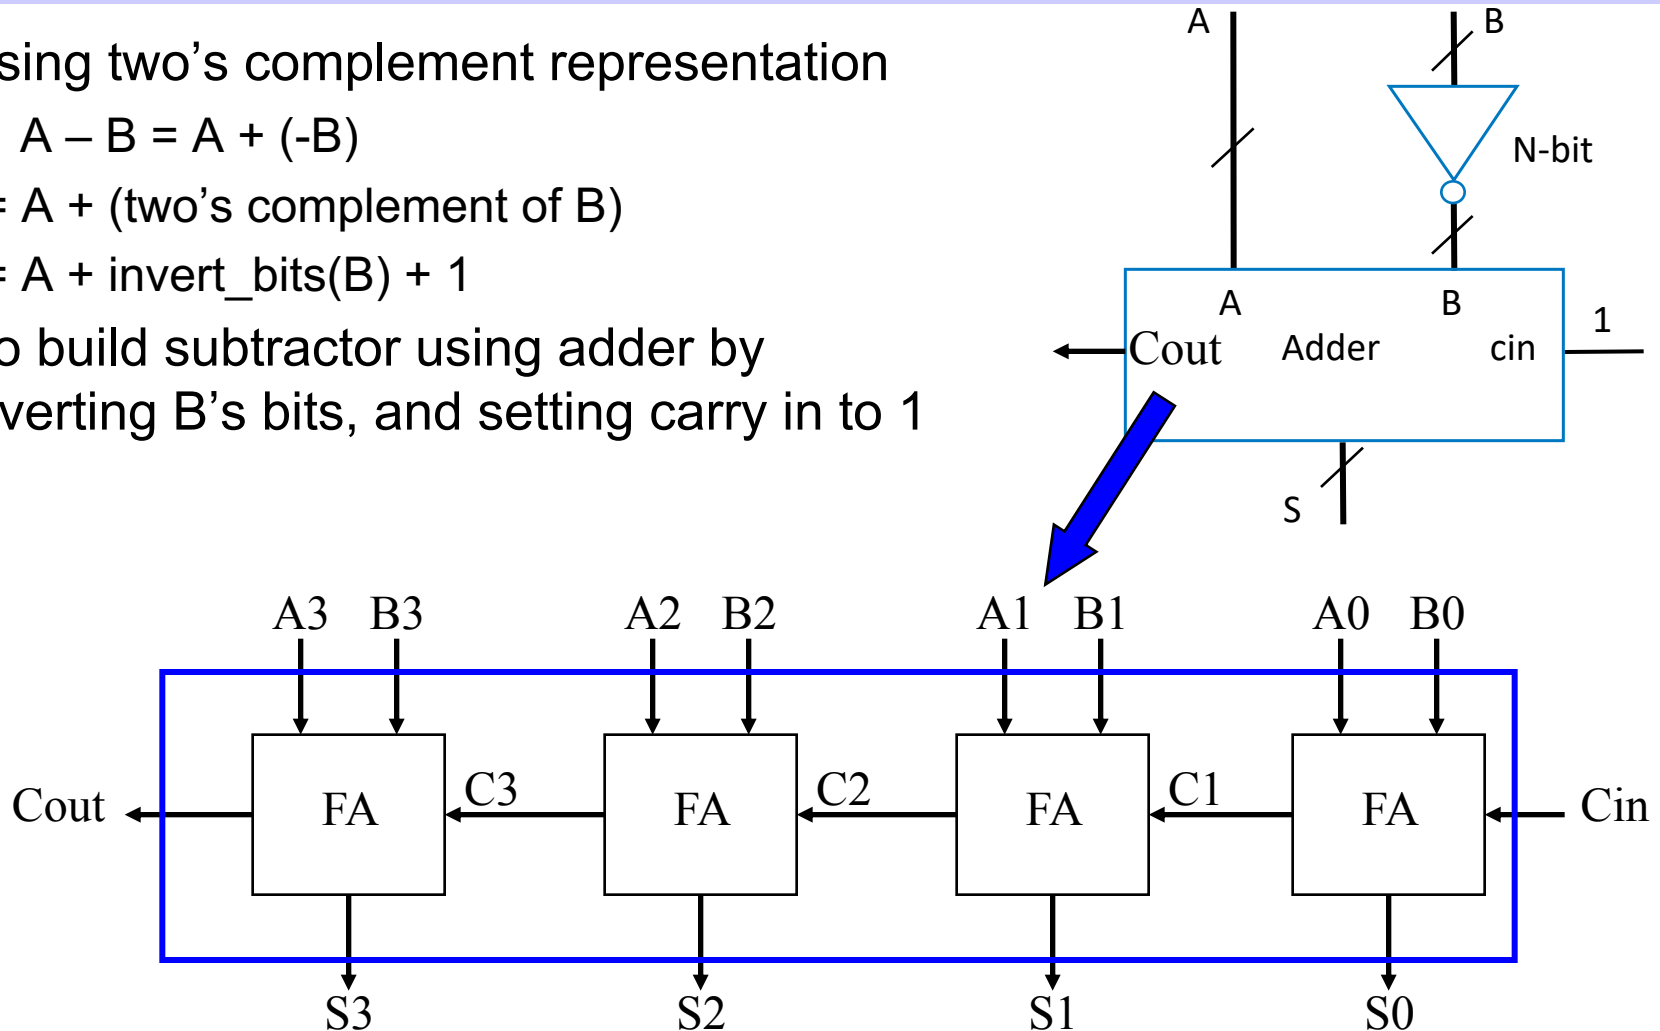 sing two's complement representation
A – B = A + (-B)
= A + (two's complement of B)
= A + invert_bits(B) + 1
o build subtractor using adder by
verting B's bits, and setting carry in to 1
A B
N-bit
A B
Cout Adder cin 1
S
A3 B3 A2 B2 A1 B1 A0 B0
Cout FA C3 FA C2 FA C1 FA Cin
S3 S2 S1 S0